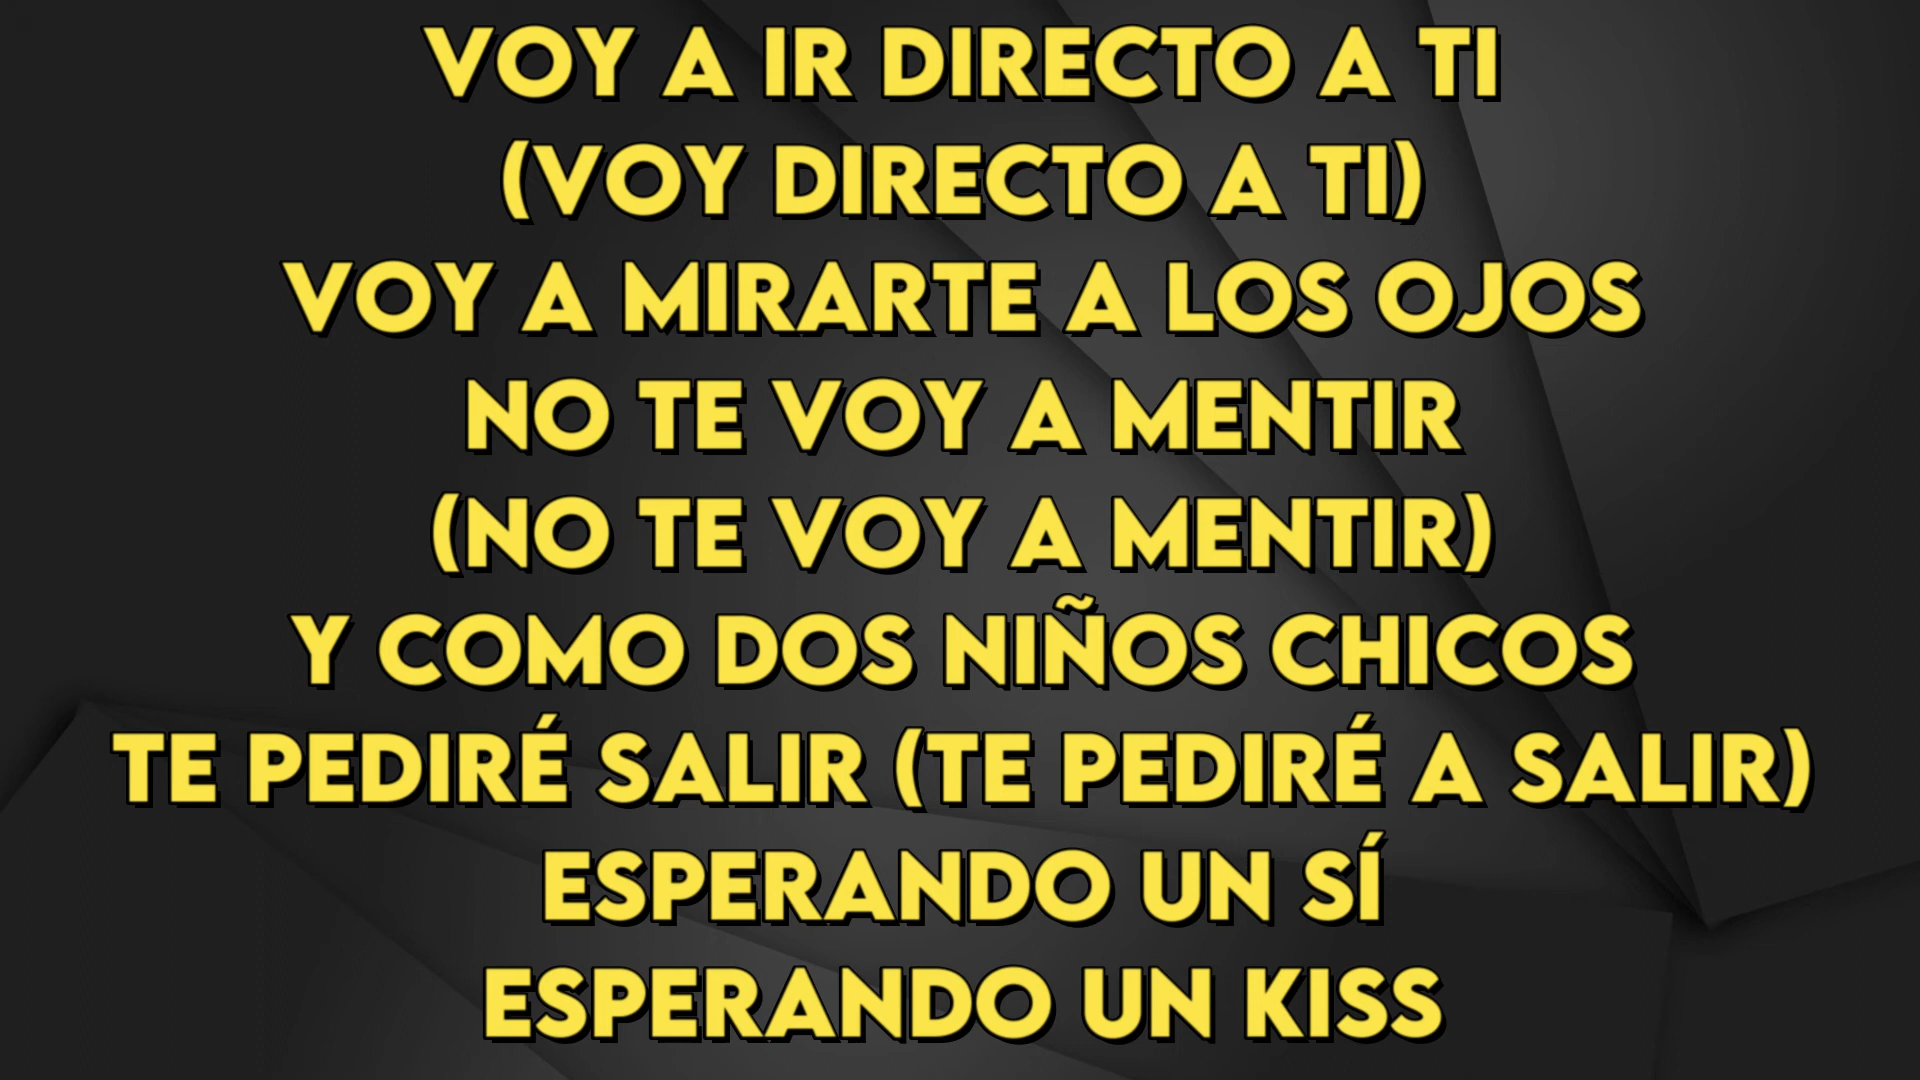 VOY A IR DIRECTO A TI
(VOY DIRECTO A TI)
VOY A MIRARTE A LOS OJOS
NO TE VOY A MENTIR
(NO TE VOY A MENTIR)
Y COMO DOS NIÑOS CHICOS
TE PEDIRÉ SALIR (TE PEDIRÉ A SALIR)
ESPERANDO UN SÍ
ESPERANDO UN KISS